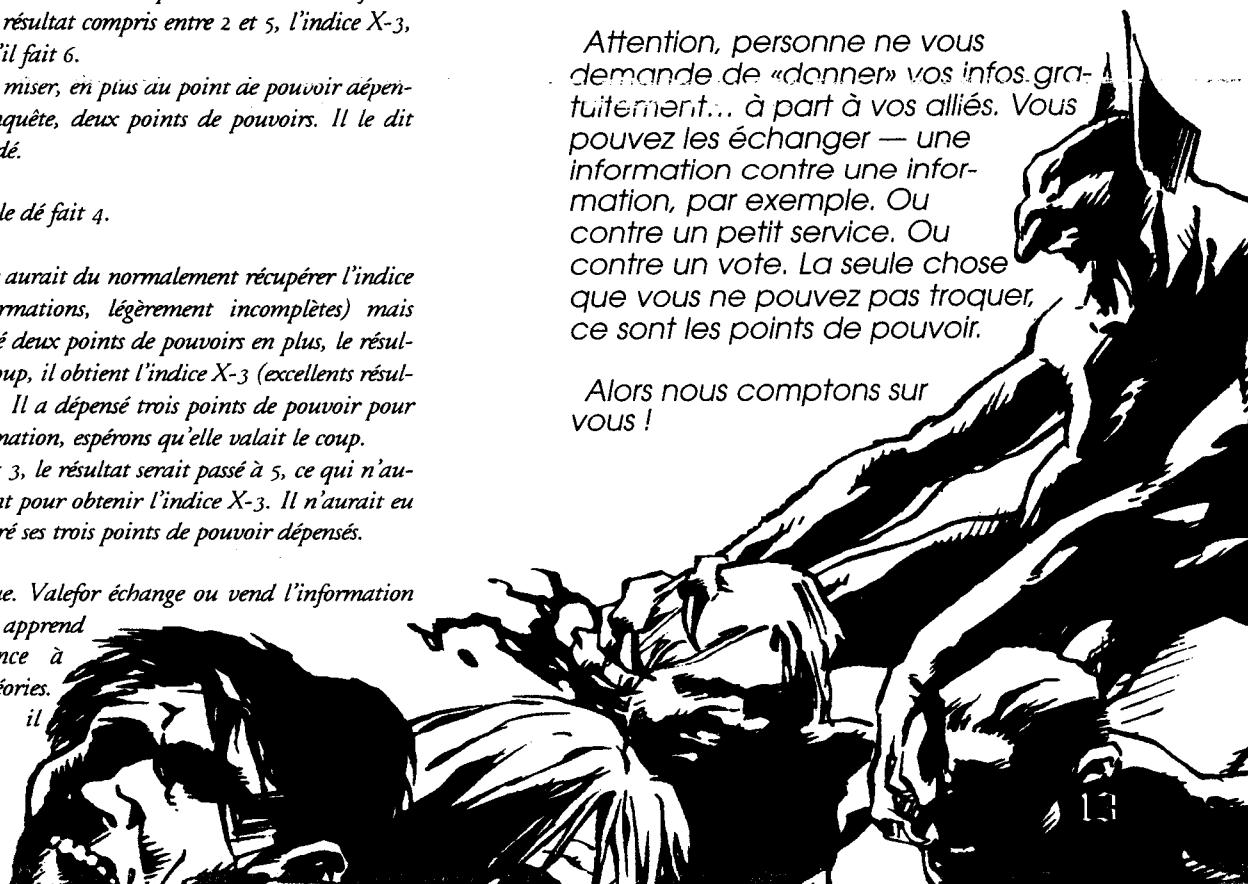 résultat compris entre 2 et 5, l'indice X-3,
'il fait 6.
miser, en plus du point de pouvoir dépen-
quête, deux points de pouvoirs. Il le dit
dé.
le dé fait 4.
aurait du normalement récupérer l'indice
rmations, légèrement incomplètes) mais
é deux points de pouvoirs en plus, le résul-
oup, il obtient l'indice X-3 (excellents résul-
Il a dépensé trois points de pouvoir pour
mation, espérons qu'elle valait le coup.
3, le résultat serait passé à 5, ce qui n'au-
nt pour obtenir l'indice X-3. Il n'aurait eu
ré ses trois points de pouvoir dépensés.
ue. Valefor échange ou vend l'information
apprend
nce à
éories.
il
Attention, personne ne vous
demande de «donner» vos infos gra-
tuitement... à part à vos alliés. Vous
pouvez les échanger — une
information contre une infor-
mation, par exemple. Ou
contre un petit service. Ou
contre un vote. La seule chose
que vous ne pouvez pas troquer,
ce sont les points de pouvoir.
Alors nous comptons sur
vous !